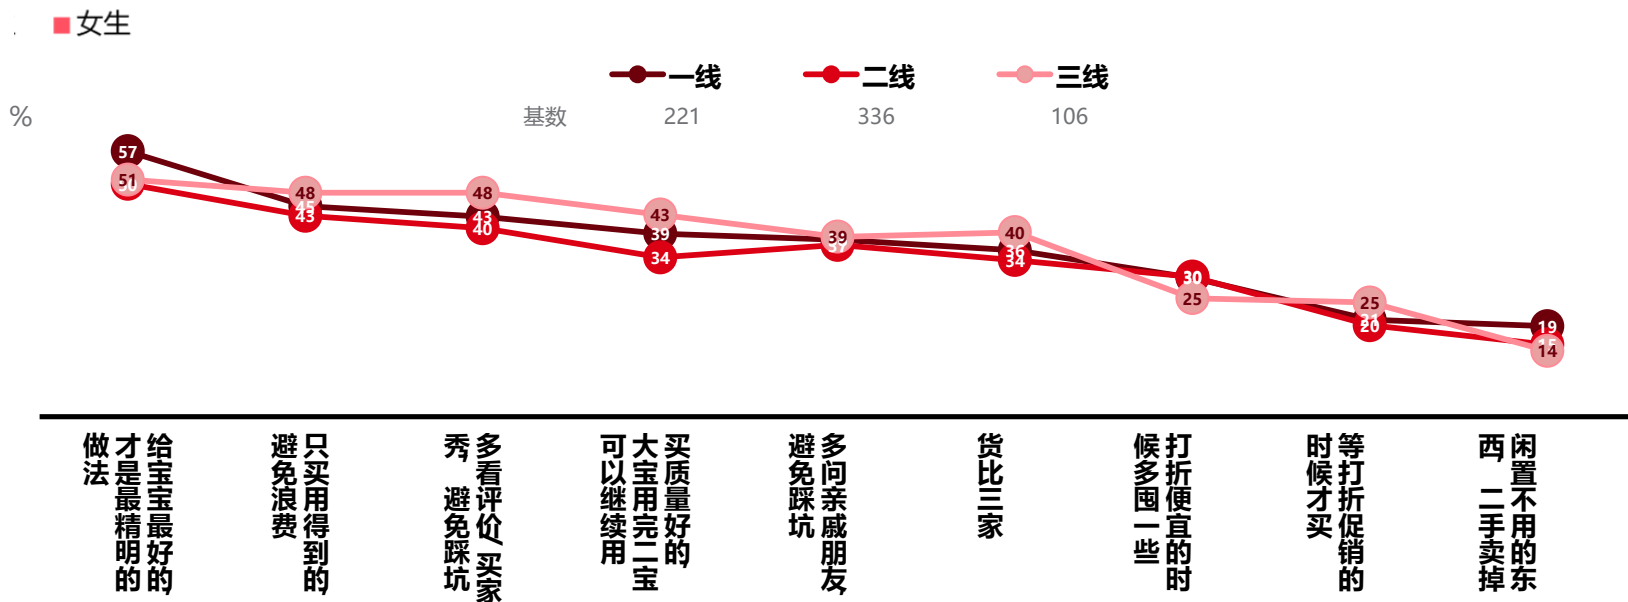 女生
一线 二线 三线
%
基数 221 336 106
57
51
50
48
45
43
48
43
40
43
39
34
39
37
40
36
34
30
25
25
21
20
19
15
14
给宝宝最好的，
才是最精明的
做法
只买用得到的，
避免浪费
多看评价/买家
秀，避免踩坑
买质量好的，
大宝用完二宝
可以继续用
多问亲戚朋友，
避免踩坑
货比三家
打折便宜的时
候多囤一些
等打折促销的
时候才买
闲置不用的东
西，二手卖掉